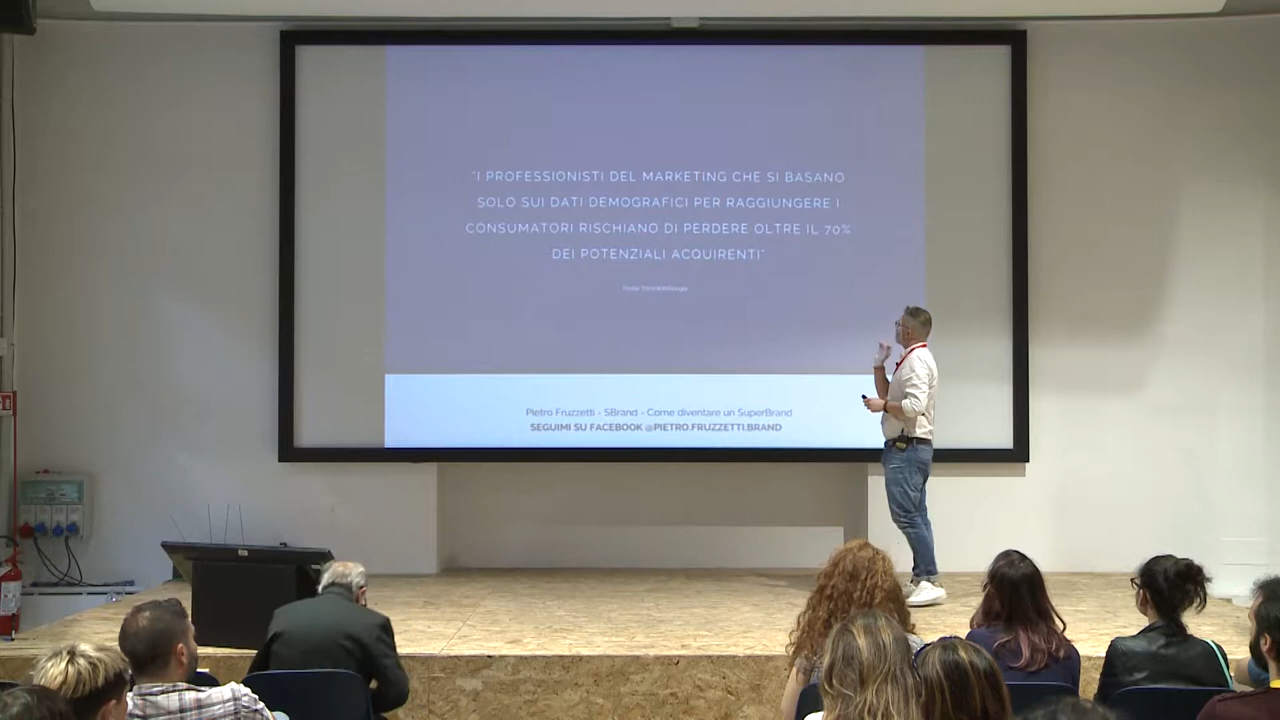 "I PROFESSIONISTI DEL MARKETING CHE SI BASANO
SOLO SUI DATI DEMOGRAFICI PER RAGGIUNGERE I
CONSUMATORI RISCHIANO DI PERDERE OLTRE IL 70%
DEI POTENZIALI ACQUIRENTI"
Pietro Fruzzetti - SBrand - Come diventare un SuperBrand
SEGUIMI SU FACEBOOK @PIETRO.FRUZZETTI.BRAND